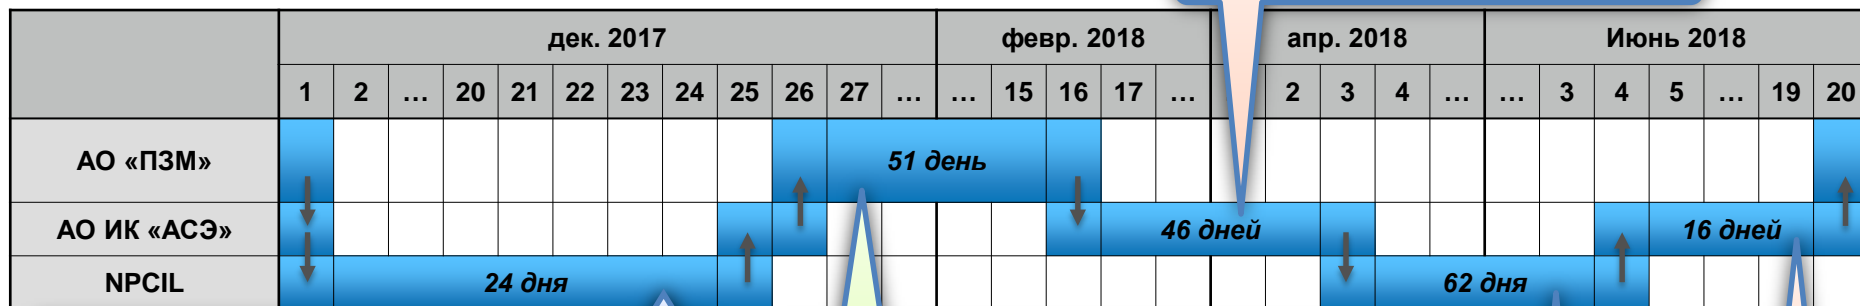 дек. 2017 февр. 2018 апр. 2018 Июнь 2018
1 2 ... 20 21 22 23 24 25 26 27 ... ... 15 16 17 ... 2 3 4 ... ... 3 4 5 ... 19 20
АО «ПЗМ» 51 день
АО ИК «АСЭ» 46 дней 16 дней
NPCIL 24 дня 62 дня